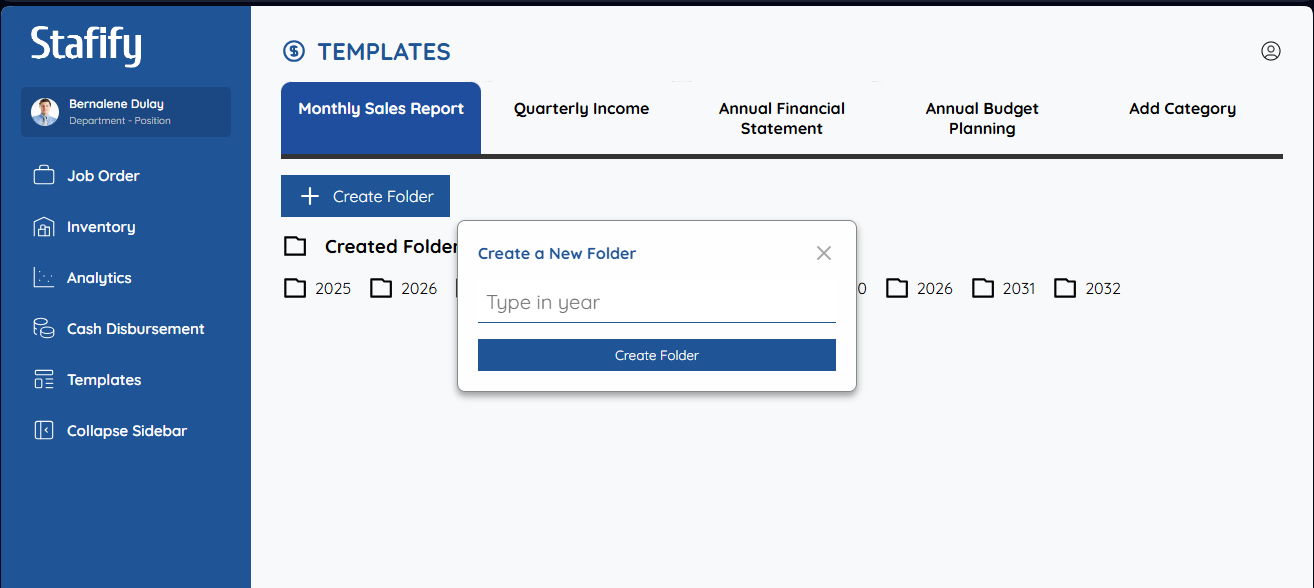 Stafify
Bernalene Dulay
Department - Position
Job Order
Inventory
Analytics
Cash Disbursement
Templates
Collapse Sidebar
TEMPLATES
Monthly Sales Report
Quarterly Income
Annual Financial
Statement
Annual Budget
Planning
Add Category
Create Folder
Created Folder
2025 2026 0 2026 2031 2032
Create a New Folder
Type in year
Create Folder